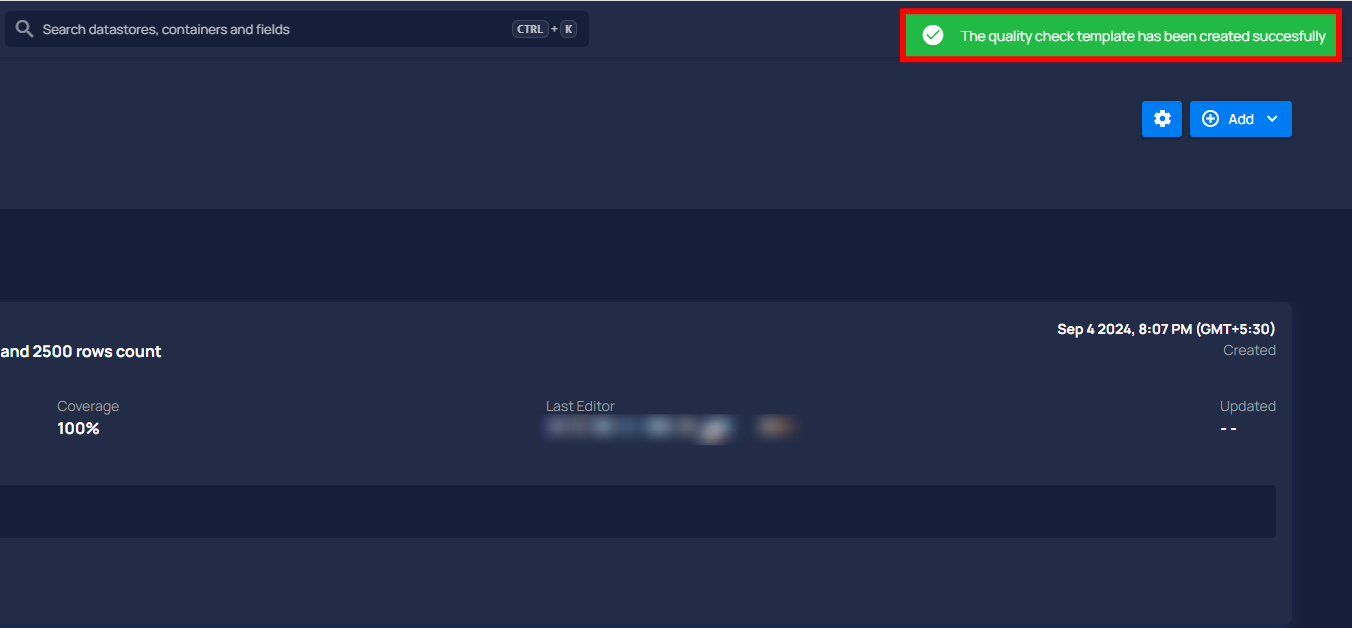 Search datastores, containers and fields CTRL + K
The quality check template has been created succesfully
Add
Sep 4 2024, 8:07 PM (GMT+5:30)
and 2500 rows count
Created
Coverage Last Editor Updated
100% - -